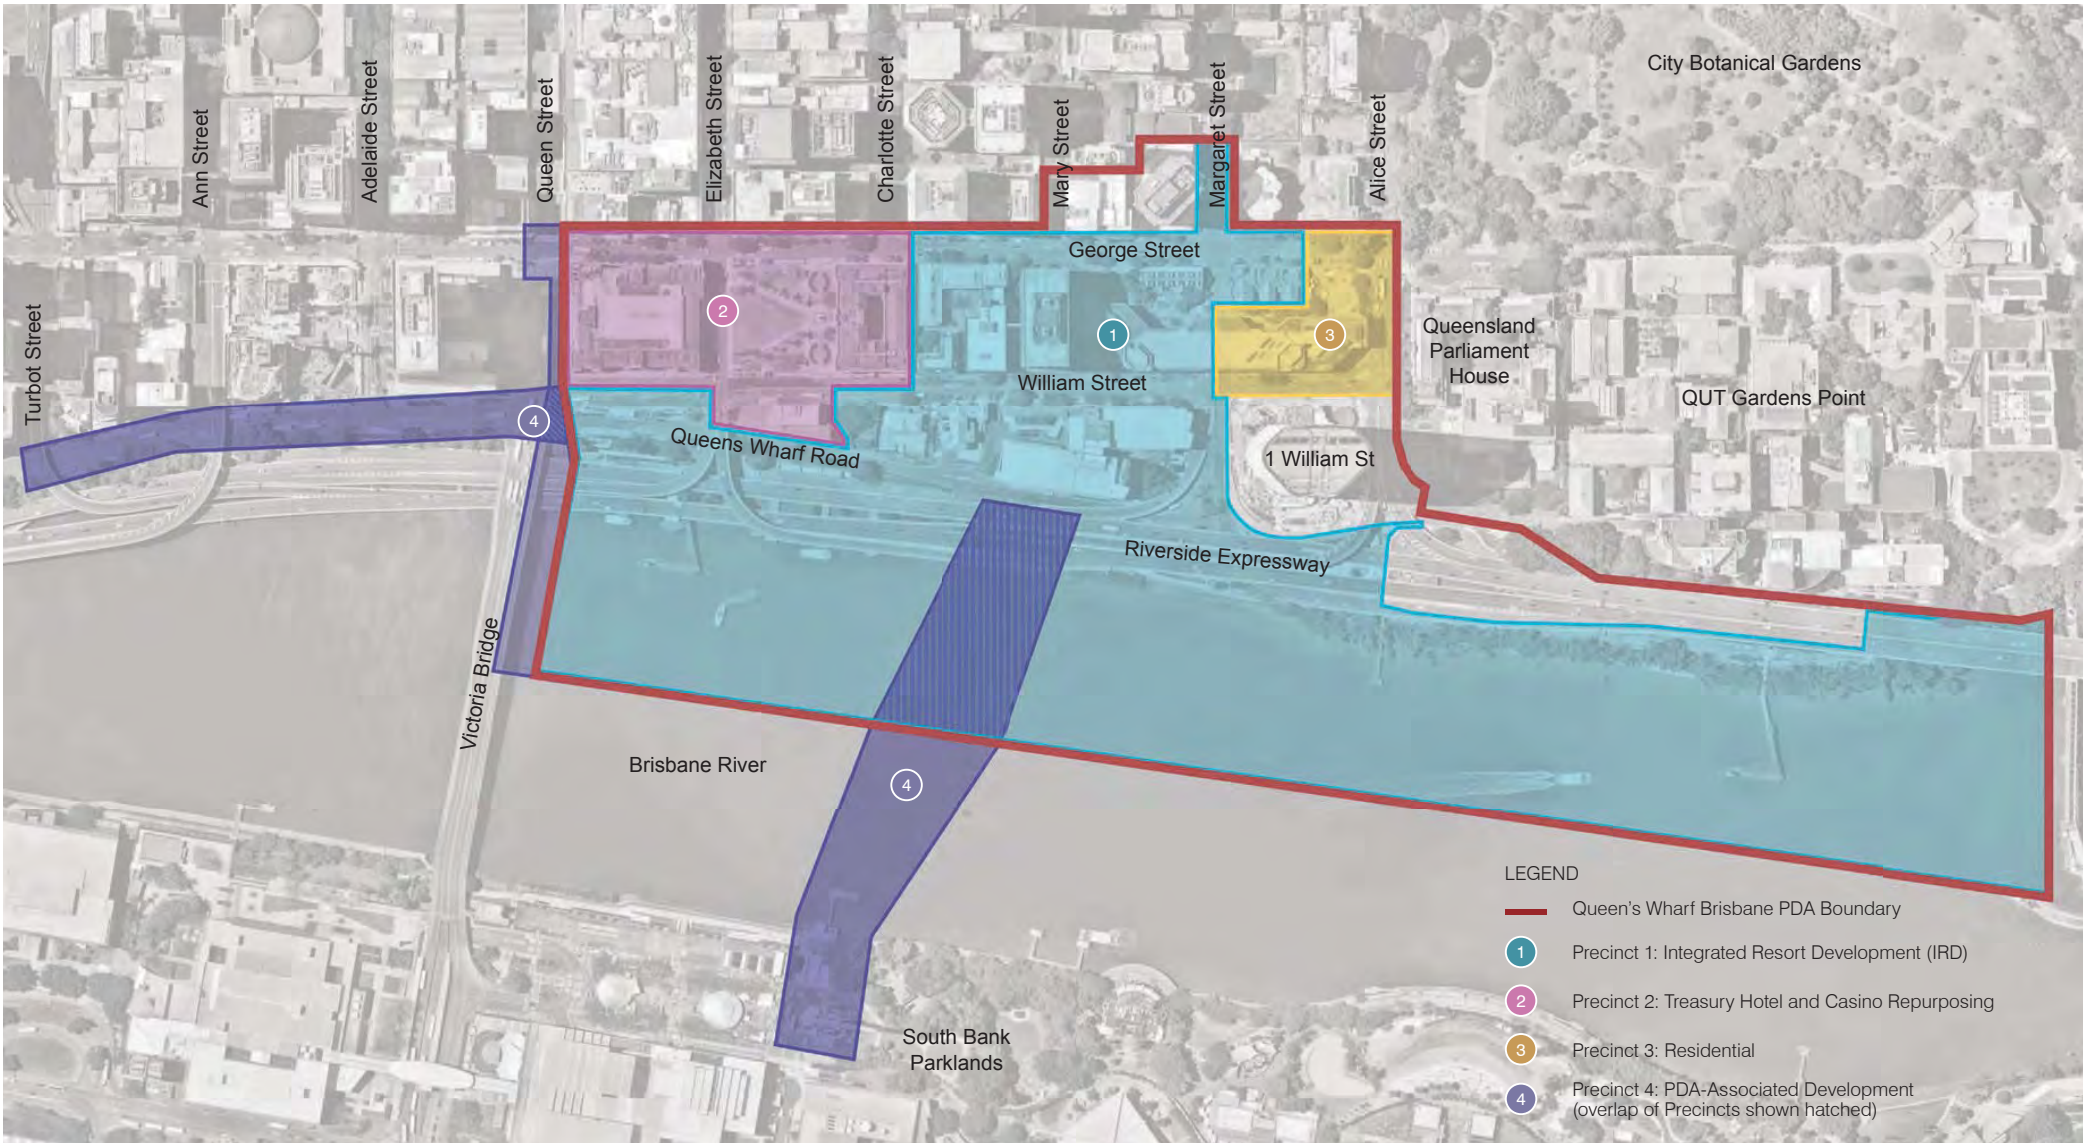 City Botanical Gardens
Ann Street
Adelaide Street
Queen Street
Elizabeth Street
Charlotte Street
Mary Street
Margaret Street
Alice Street
George Street
Turbot Street
2
1
3
Queensland
Parliament
House
William Street
QUT Gardens Point
4
Queens Wharf Road
1 William St
Riverside Expressway
Victoria Bridge
Brisbane River
4
South Bank
Parklands
LEGEND
Queen's Wharf Brisbane PDA Boundary
1 Precinct 1: Integrated Resort Development (IRD)
2 Precinct 2: Treasury Hotel and Casino Repurposing
3 Precinct 3: Residential
4 Precinct 4: PDA-Associated Development
(overlap of Precincts shown hatched)